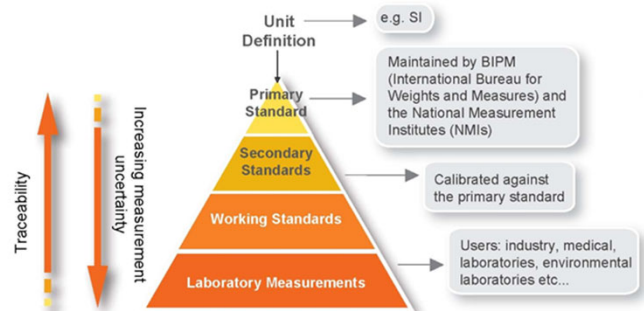 Unit
Definition
e.g. SI
Primary
Standard
Maintained by BIPM
(International Bureau for
Weights and Measures) and
the National Measurement
Institutes (NMIs)
Secondary
Standards
Calibrated against
the primary standard
Working Standards
Laboratory Measurements
Users: industry, medical,
laboratories, environmental
laboratories etc...
Traceability
Increasing measurement
uncertainty